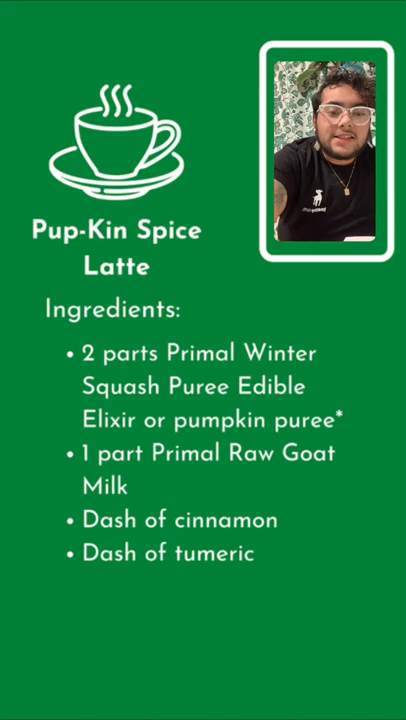 Pup-Kin Spice
Latte
Ingredients:
• 2 parts Primal Winter
Squash Puree Edible
Elixir or pumpkin puree*
• 1 part Primal Raw Goat
Milk
• Dash of cinnamon
• Dash of tumeric